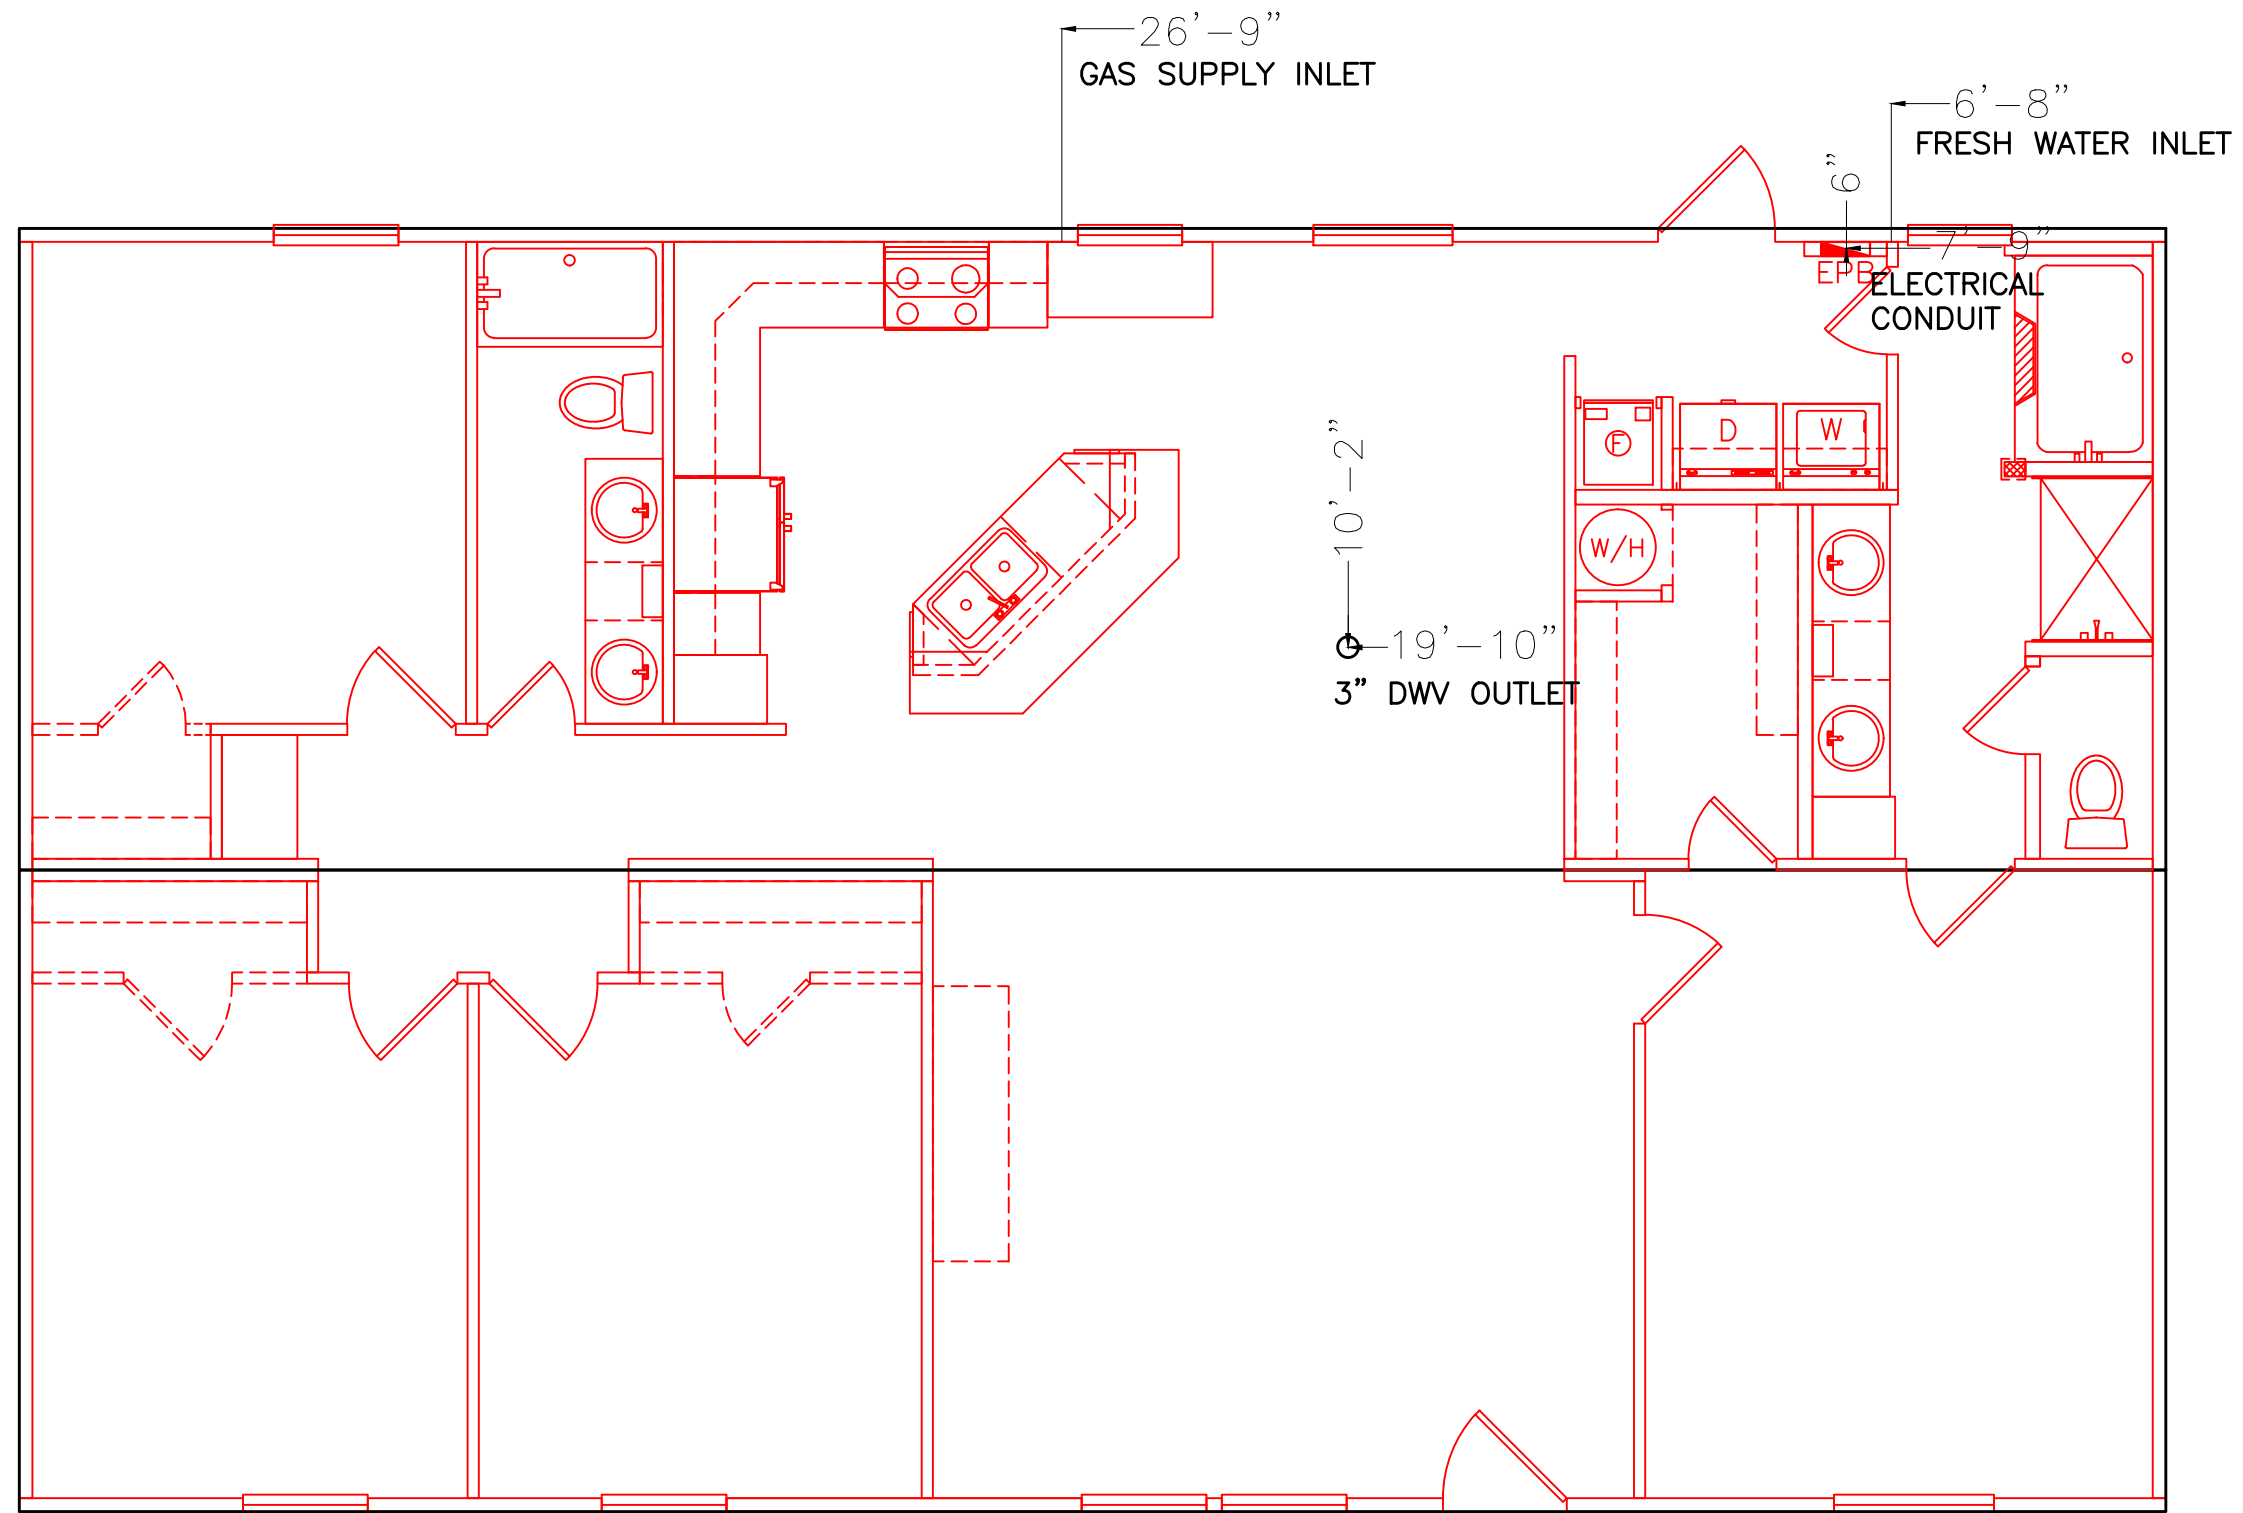 26'-9"
GAS SUPPLY INLET
6'-8"
FRESH WATER INLET
6"
7'-9"
EPB
ELECTRICAL
CONDUIT
F
D
W
10'-2"
W/H
19'-10"
3" DWV OUTLET